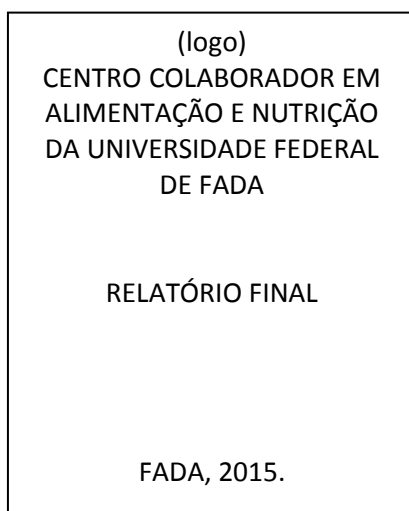 (logo)
CENTRO COLABORADOR EM
ALIMENTAÇÃO E NUTRIÇÃO
DA UNIVERSIDADE FEDERAL
DE FADA
RELATÓRIO FINAL
FADA, 2015.